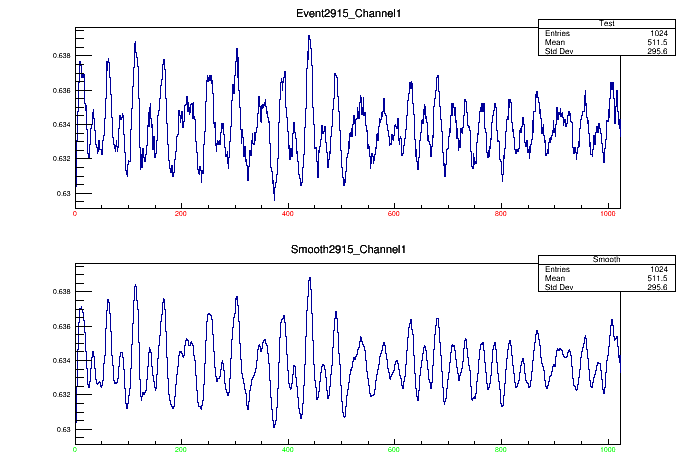 Event2915_Channel1
Test
Entries 1024
Mean 511.5
Std Dev 295.6
0.638
0.636
0.634
0.632
0.63
0 200 400 600 800 1000
Smooth2915_Channel1
Smooth
Entries 1024
Mean 511.5
Std Dev 295.6
0.638
0.636
0.634
0.632
0.63
0 200 400 600 800 1000